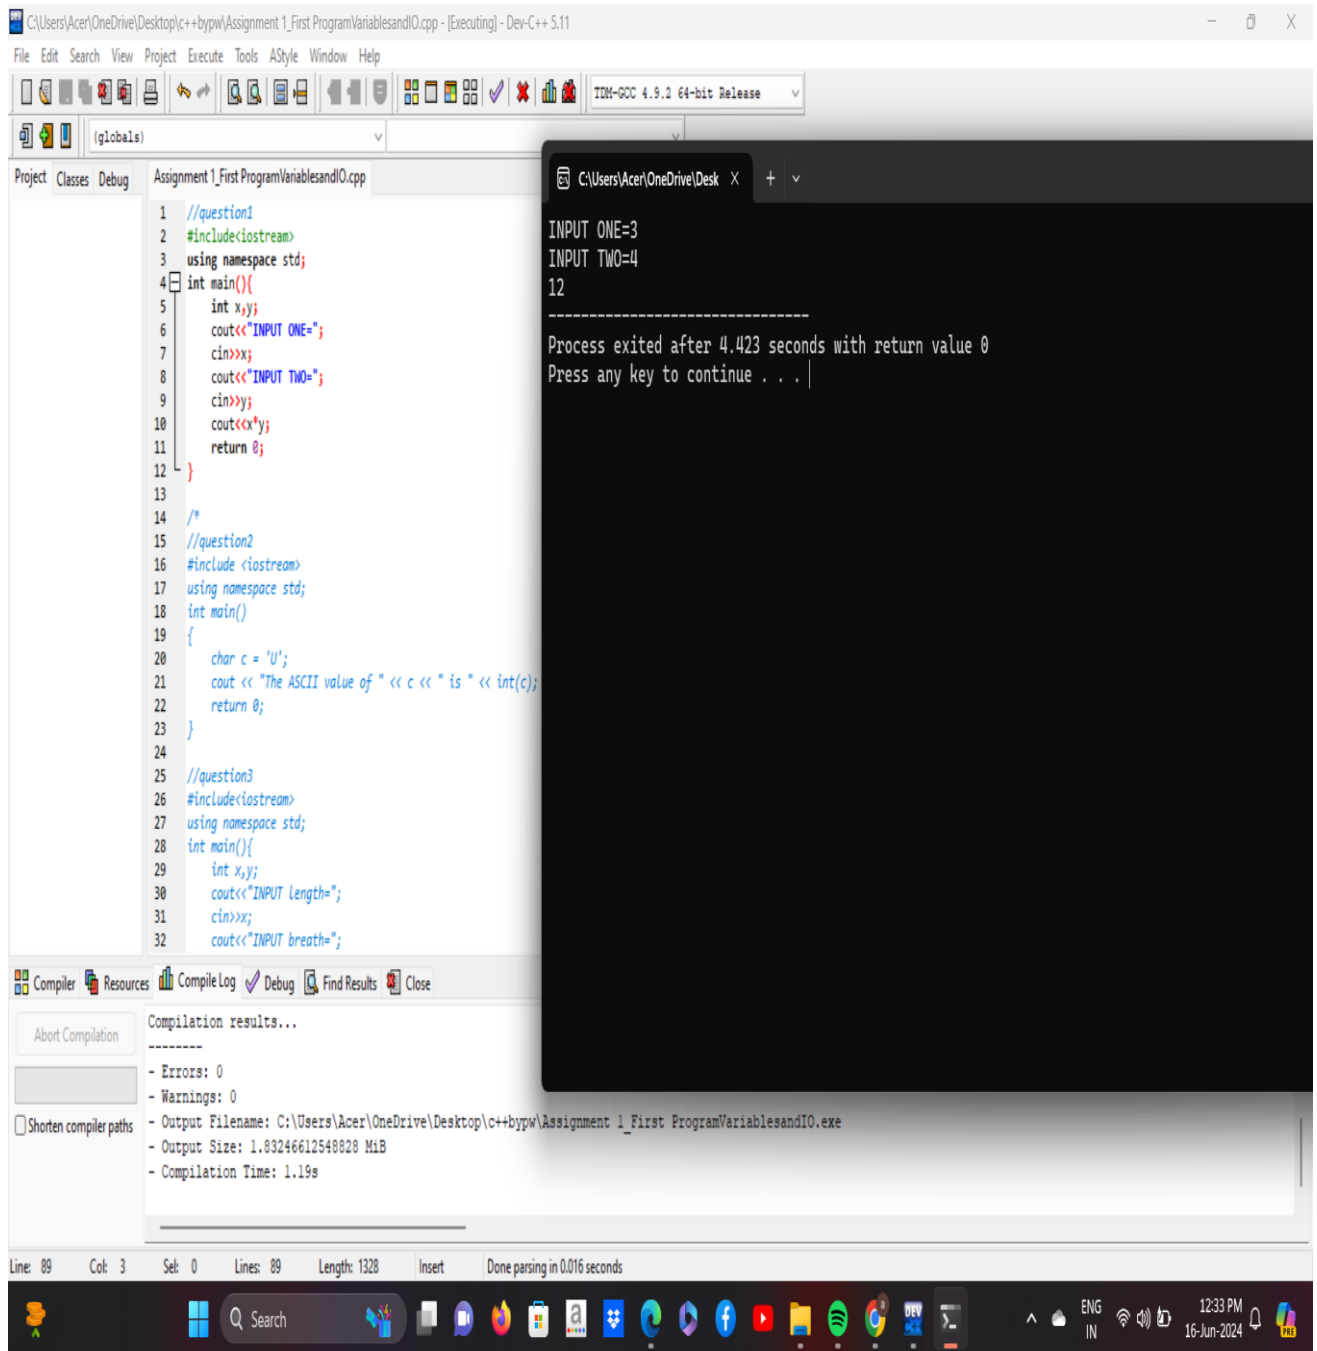 C:\Users\Acer\OneDrive\Desktop\c++bypw\Assignment 1_First ProgramVariablesandIO.cpp - [Executing] - Dev-C++ 5.11
File Edit Search View Project Execute Tools AStyle Window Help
TDM-GCC 4.9.2 64-bit Release
(globals)
Project Classes Debug
Assignment 1_First ProgramVariablesandIO.cpp
1 //question1
2 #include<iostream>
3 using namespace std;
4 int main(){
5 int x,y;
6 cout<<"INPUT ONE=";
7 cin>>x;
8 cout<<"INPUT TWO=";
9 cin>>y;
10 cout<<x*y;
11 return 0;
12 }
13
14 /*
15 //question2
16 #include <iostream>
17 using namespace std;
18 int main()
19 {
20 char c = 'U';
21 cout << "The ASCII value of " << c << " is " << int(c);
22 return 0;
23 }
24
25 //question3
26 #include<iostream>
27 using namespace std;
28 int main(){
29 int x,y;
30 cout<<"INPUT length=";
31 cin>>x;
32 cout<<"INPUT breath=";
C:\Users\Acer\OneDrive\Desk
INPUT ONE=3
INPUT TWO=4
12
--------------------------------
Process exited after 4.423 seconds with return value 0
Press any key to continue . . .
Compiler Resources Compile Log Debug Find Results Close
Abort Compilation
Shorten compiler paths
Compilation results...
--------
- Errors: 0
- Warnings: 0
- Output Filename: C:\Users\Acer\OneDrive\Desktop\c++bypw\Assignment 1_First ProgramVariablesandIO.exe
- Output Size: 1.83246612548828 MiB
- Compilation Time: 1.19s
Line: 89 Col: 3 Sel: 0 Lines: 89 Length: 1328 Insert Done parsing in 0.016 seconds
Search
DEV
ENG
IN
12:33 PM
16-Jun-2024
PRE